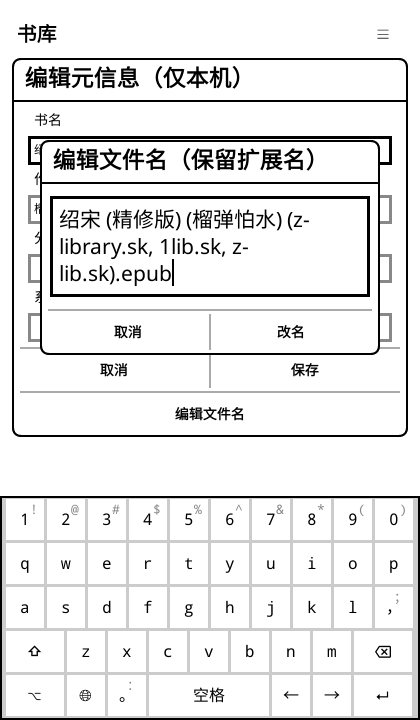 书库
编辑元信息（仅本机）
书名
编辑文件名（保留扩展名）
绍宋 (精修版) (榴弹怕水) (z-
library.sk, 1lib.sk, z-
lib.sk).epub
取消 改名
取消 保存
编辑文件名
1 ! 2 @ 3 # 4 $ 5 % 6 ^ 7 & 8 * 9 ( 0 )
q w e r t y u i o p
a s d f g h j k l , ;
z x c v b n m
。 : 空格 ← →